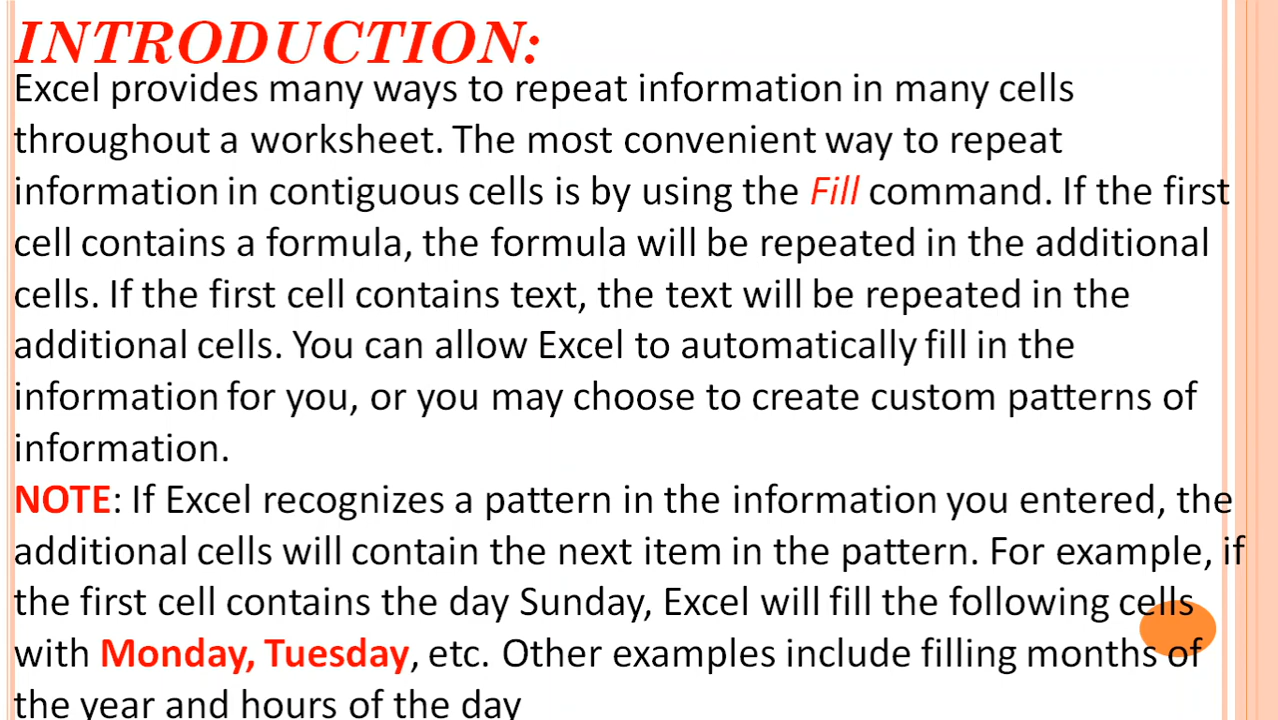 INTRODUCTION:
Excel provides many ways to repeat information in many cells
throughout a worksheet. The most convenient way to repeat
information in contiguous cells is by using the Fill command. If the first
cell contains a formula, the formula will be repeated in the additional
cells. If the first cell contains text, the text will be repeated in the
additional cells. You can allow Excel to automatically fill in the
information for you, or you may choose to create custom patterns of
information.
NOTE: If Excel recognizes a pattern in the information you entered, the
additional cells will contain the next item in the pattern. For example, if
the first cell contains the day Sunday, Excel will fill the following cells
with Monday, Tuesday, etc. Other examples include filling months of
the year and hours of the day